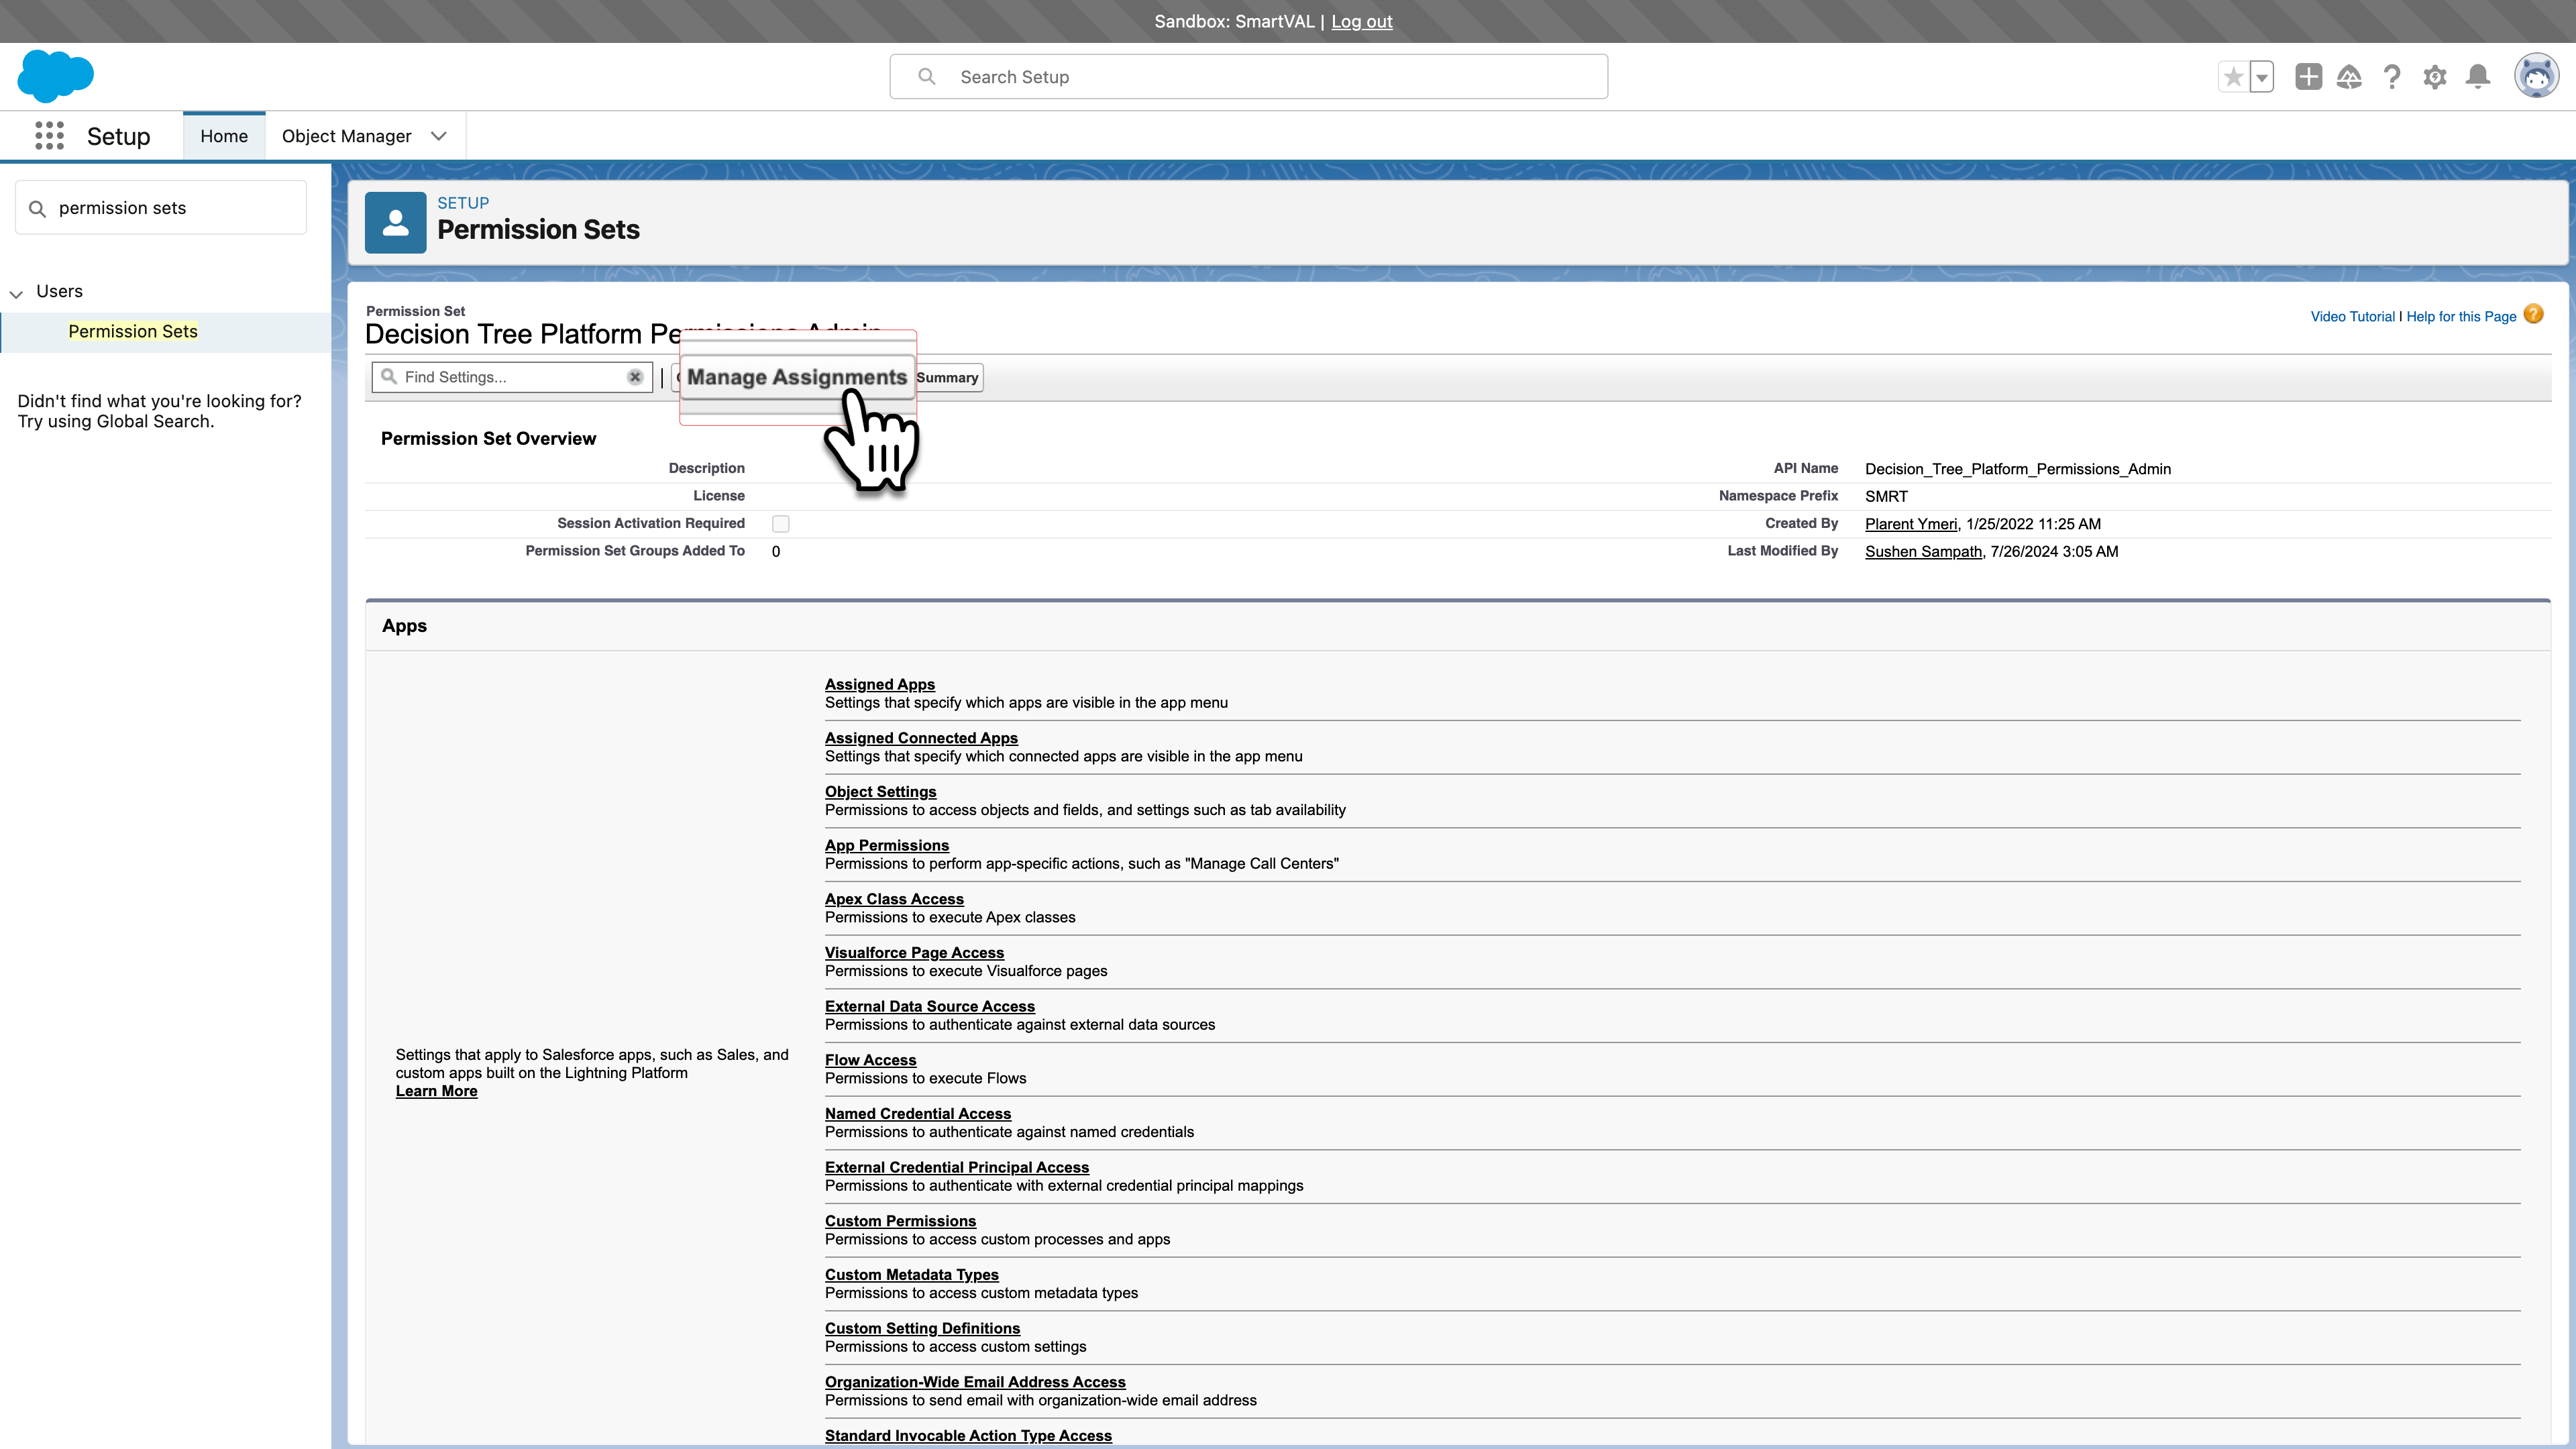 Sandbox: SmartVAL | Log out
Search Setup
Setup
Home
Object Manager
permission sets
Users
Permission Sets
Didn't find what you're looking for?
Try using Global Search.
SETUP
Permission Sets
Permission Set
Decision Tree Platform Permissions Admin
Video Tutorial | Help for this Page
Find Settings...
Manage Assignments
Summary
Permission Set Overview
Description
API Name Decision_Tree_Platform_Permissions_Admin
License
Namespace Prefix SMRT
Session Activation Required
Created By Plarent Ymeri, 1/25/2022 11:25 AM
Permission Set Groups Added To 0
Last Modified By Sushen Sampath, 7/26/2024 3:05 AM
Apps
Settings that apply to Salesforce apps, such as Sales, and
custom apps built on the Lightning Platform
Learn More
Assigned Apps
Settings that specify which apps are visible in the app menu
Assigned Connected Apps
Settings that specify which connected apps are visible in the app menu
Object Settings
Permissions to access objects and fields, and settings such as tab availability
App Permissions
Permissions to perform app-specific actions, such as "Manage Call Centers"
Apex Class Access
Permissions to execute Apex classes
Visualforce Page Access
Permissions to execute Visualforce pages
External Data Source Access
Permissions to authenticate against external data sources
Flow Access
Permissions to execute Flows
Named Credential Access
Permissions to authenticate against named credentials
External Credential Principal Access
Permissions to authenticate with external credential principal mappings
Custom Permissions
Permissions to access custom processes and apps
Custom Metadata Types
Permissions to access custom metadata types
Custom Setting Definitions
Permissions to access custom settings
Organization-Wide Email Address Access
Permissions to send email with organization-wide email address
Standard Invocable Action Type Access